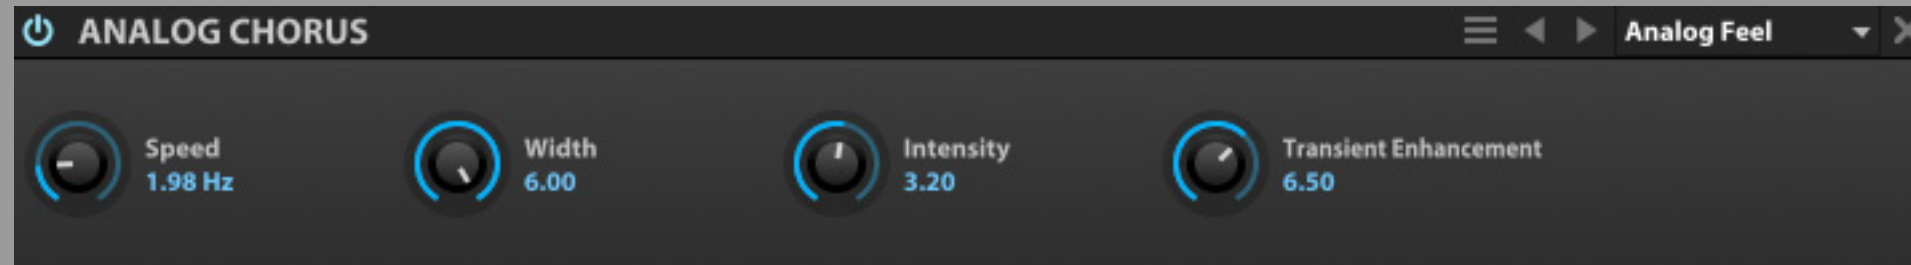 ANALOG CHORUS
Analog Feel
Speed
1.98 Hz
Width
6.00
Intensity
3.20
Transient Enhancement
6.50